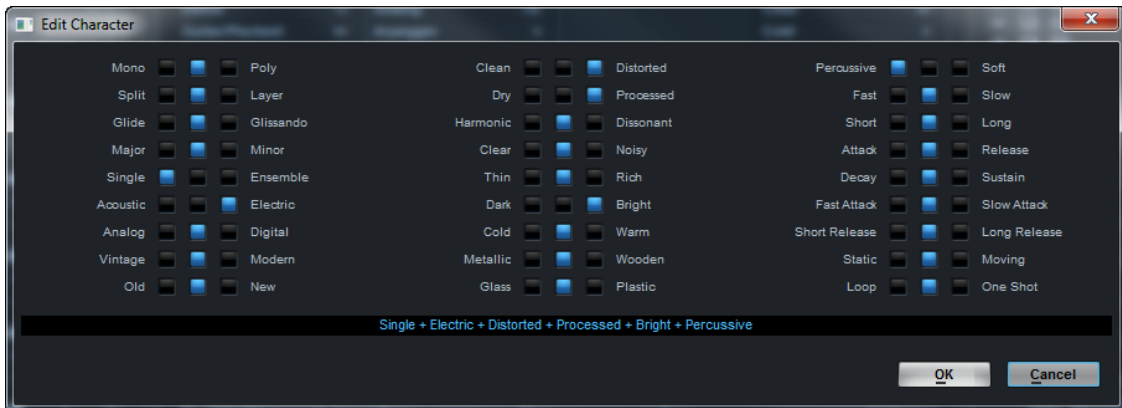 Edit Character
Mono Poly Clean Distorted Percussive Soft
Split Layer Dry Processed Fast Slow
Glide Glissando Harmonic Dissonant Short Long
Major Minor Clear Noisy Attack Release
Single Ensemble Thin Rich Decay Sustain
Acoustic Electric Dark Bright Fast Attack Slow Attack
Analog Digital Cold Warm Short Release Long Release
Vintage Modern Metallic Wooden Static Moving
Old New Glass Plastic Loop One Shot
Single + Electric + Distorted + Processed + Bright + Percussive
OK Cancel